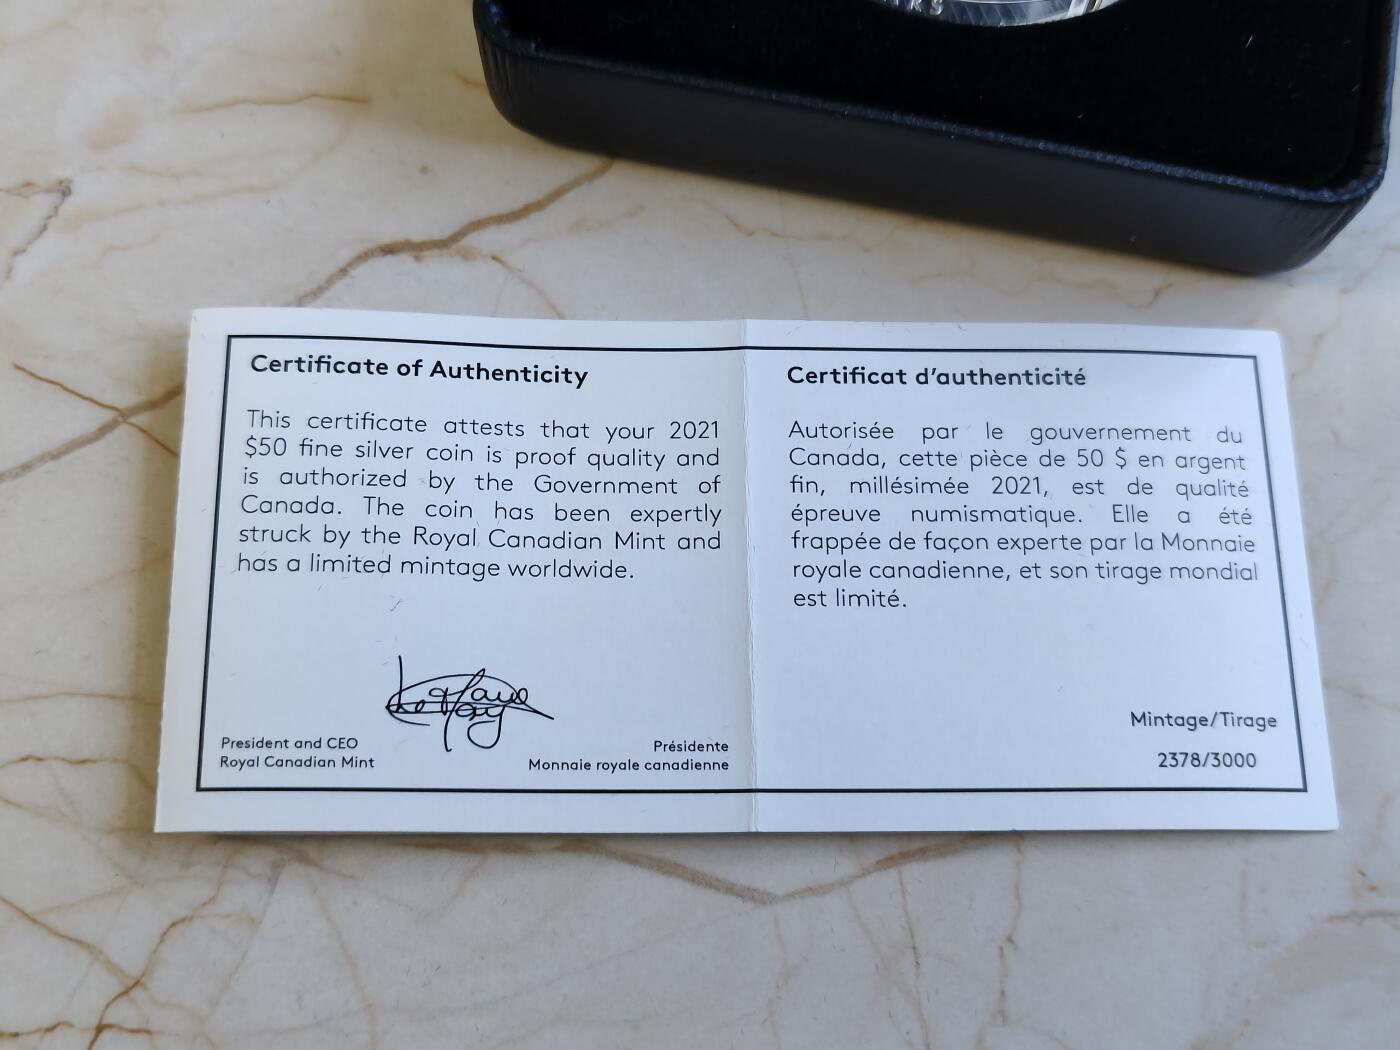 Certificate of Authenticity
This certificate attests that your 2021
$50 fine silver coin is proof quality and
is authorized by the Government of
Canada. The coin has been expertly
struck by the Royal Canadian Mint and
has a limited mintage worldwide.
President and CEO
Royal Canadian Mint
Présidente
Monnaie royale canadienne
Certificat d'authenticité
Autorisée par le gouvernement du
Canada, cette pièce de 50 $ en argent
fin, millésimée 2021, est de qualité
épreuve numismatique. Elle a été
frappée de façon experte par la Monnaie
royale canadienne, et son tirage mondial
est limité.
Mintage/Tirage
2378/3000